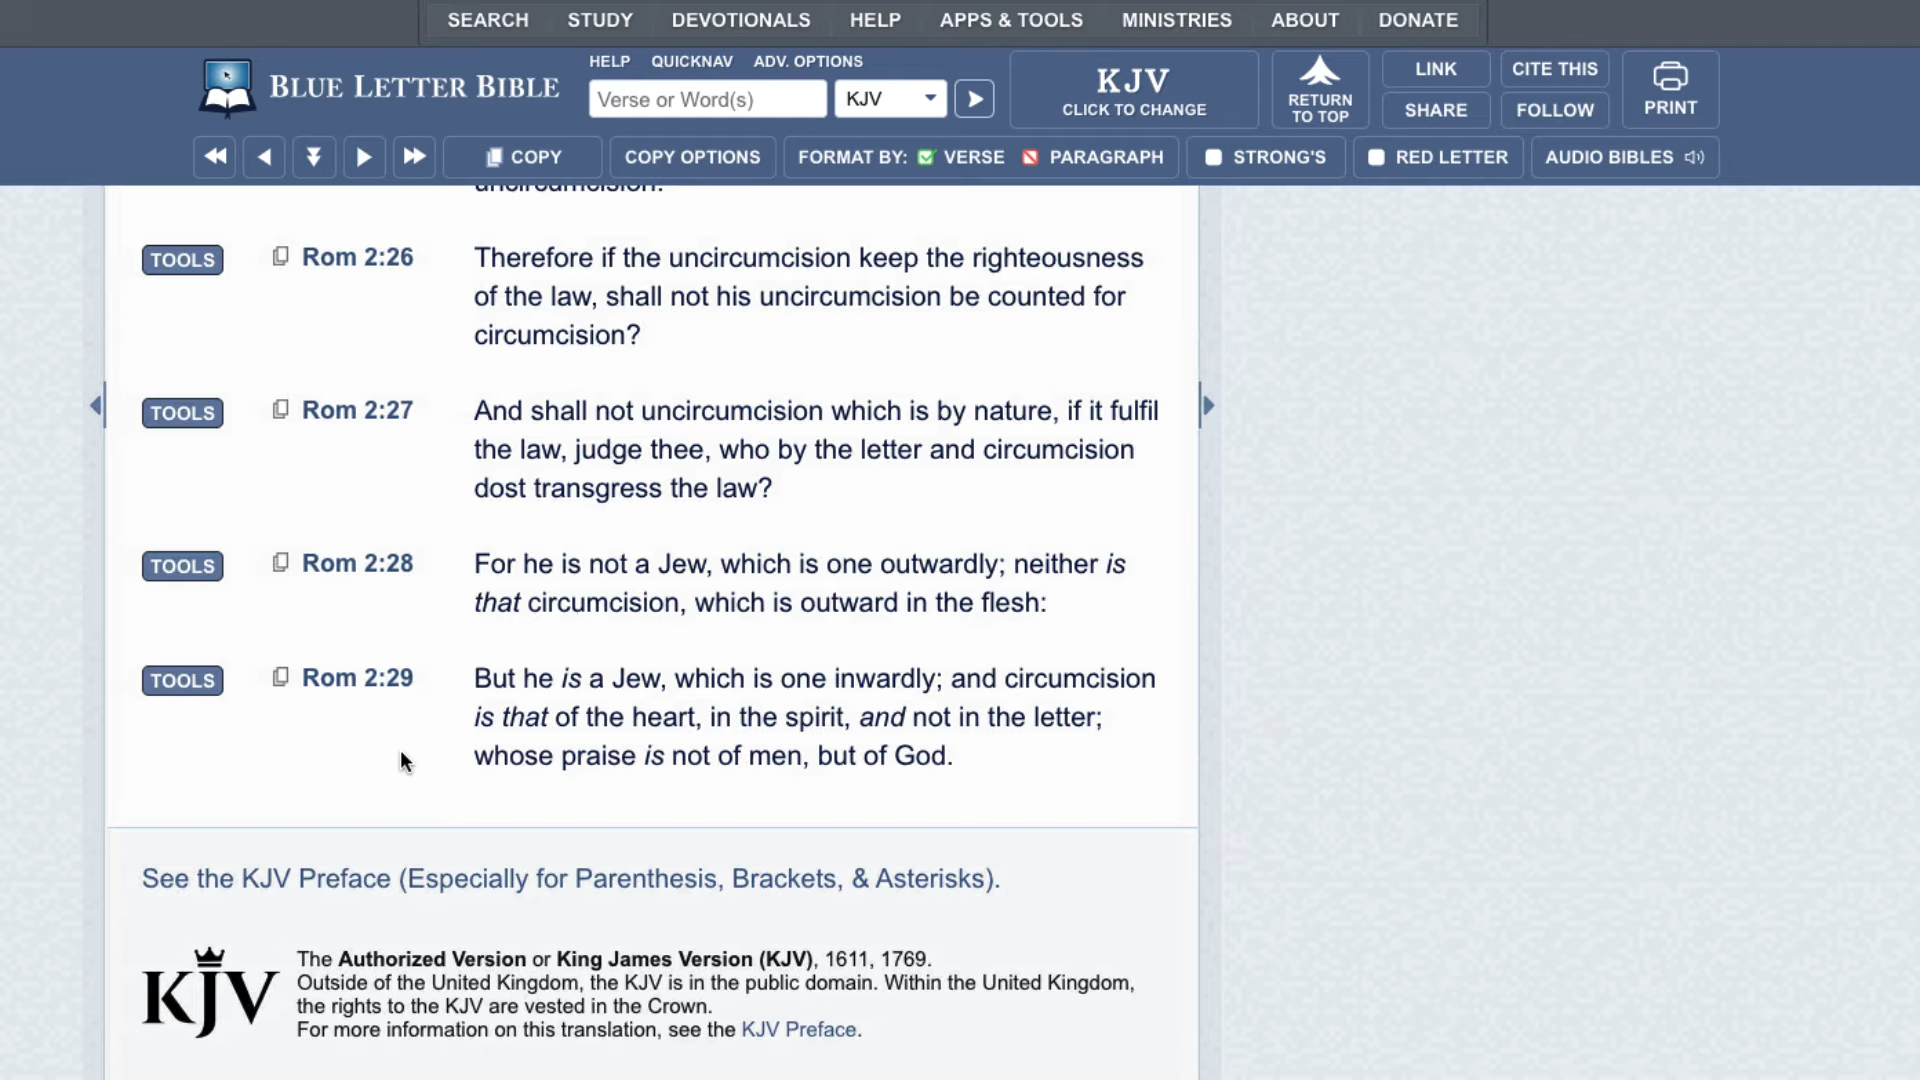 SEARCH STUDY DEVOTIONALS HELP APPS & TOOLS MINISTRIES ABOUT DONATE
BLUE LETTER BIBLE
HELP QUICKNAV ADV. OPTIONS
Verse or Word(s)
KJV
KJV
CLICK TO CHANGE
RETURN
TO TOP
LINK
CITE THIS
SHARE
FOLLOW
PRINT
COPY
COPY OPTIONS
FORMAT BY: VERSE PARAGRAPH
STRONG'S
RED LETTER
AUDIO BIBLES
uncircumcision.
TOOLS Rom 2:26 Therefore if the uncircumcision keep the righteousness
of the law, shall not his uncircumcision be counted for
circumcision?
TOOLS Rom 2:27 And shall not uncircumcision which is by nature, if it fulfil
the law, judge thee, who by the letter and circumcision
dost transgress the law?
TOOLS Rom 2:28 For he is not a Jew, which is one outwardly; neither is
that circumcision, which is outward in the flesh:
TOOLS Rom 2:29 But he is a Jew, which is one inwardly; and circumcision
is that of the heart, in the spirit, and not in the letter;
whose praise is not of men, but of God.
See the KJV Preface (Especially for Parenthesis, Brackets, & Asterisks).
KJV
The Authorized Version or King James Version (KJV), 1611, 1769.
Outside of the United Kingdom, the KJV is in the public domain. Within the United Kingdom,
the rights to the KJV are vested in the Crown.
For more information on this translation, see the KJV Preface.